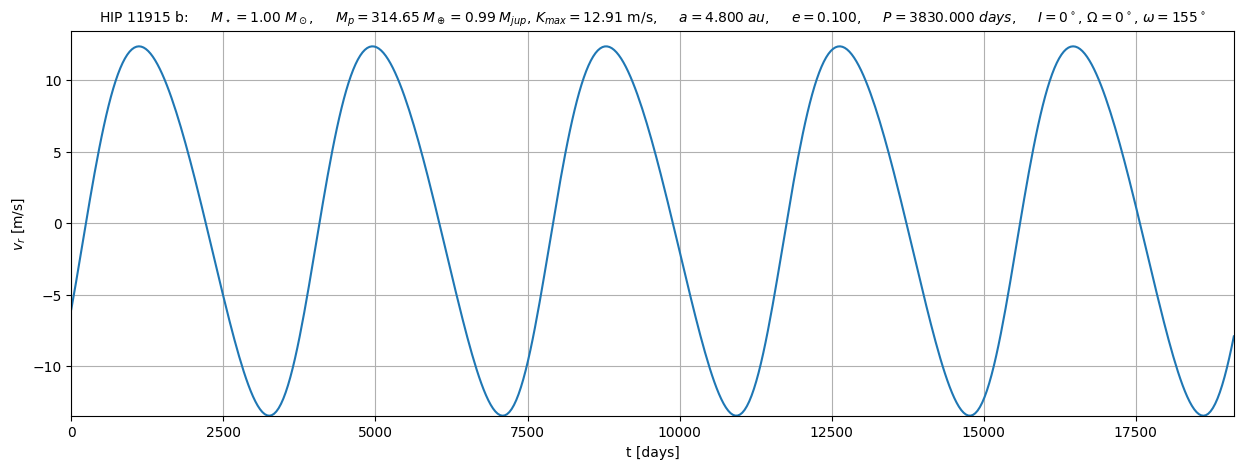 HIP 11915 b: M⋆ = 1.00 M⊙, Mp = 314.65 M⊕ = 0.99 Mjup, Kmax = 12.91 m/s, a = 4.800 au, e = 0.100, P = 3830.000 days, I = 0°, Ω = 0°, ω = 155°
10
5
0
−5
−10
vr [m/s]
0 2500 5000 7500 10000 12500 15000 17500
t [days]